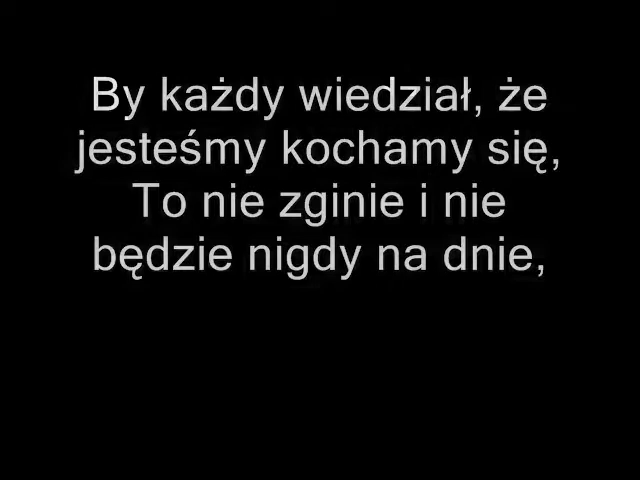 By każdy wiedział, że
jesteśmy kochamy się,
To nie zginie i nie
będzie nigdy na dnie,